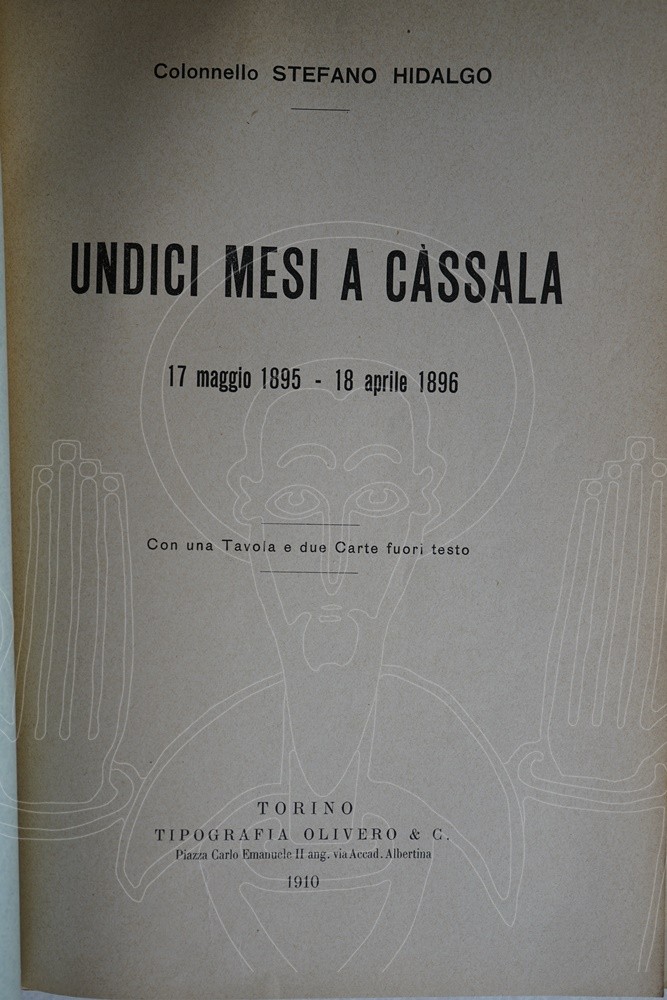 Colonnello STEFANO HIDALGO
UNDICI MESI A CÀSSALA
17 maggio 1895 - 18 aprile 1896
Con una Tavola e due Carte fuori testo
TORINO
TIPOGRAFIA OLIVERO & C.
Piazza Carlo Emanuele II ang. via Accad. Albertina
1910